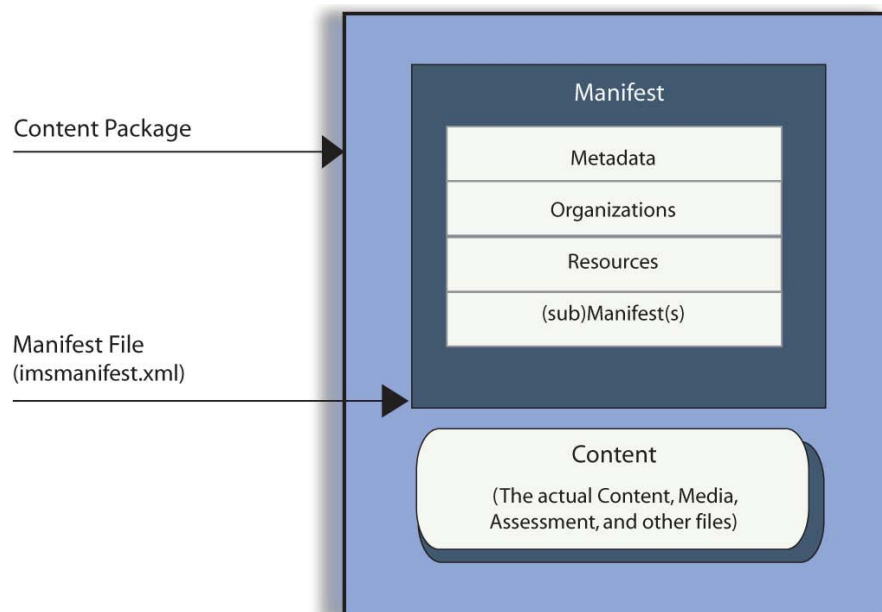 Manifest
Content Package
Metadata
Organizations
Resources
(sub)Manifest(s)
Manifest File
(imsmanifest.xml)
Content
(The actual Content, Media,
Assessment, and other files)